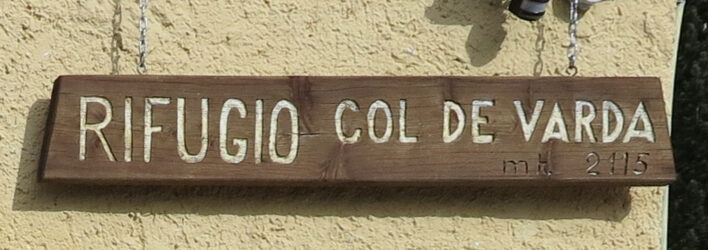 RIFUGIO COL DE VARDA
mt. 2115